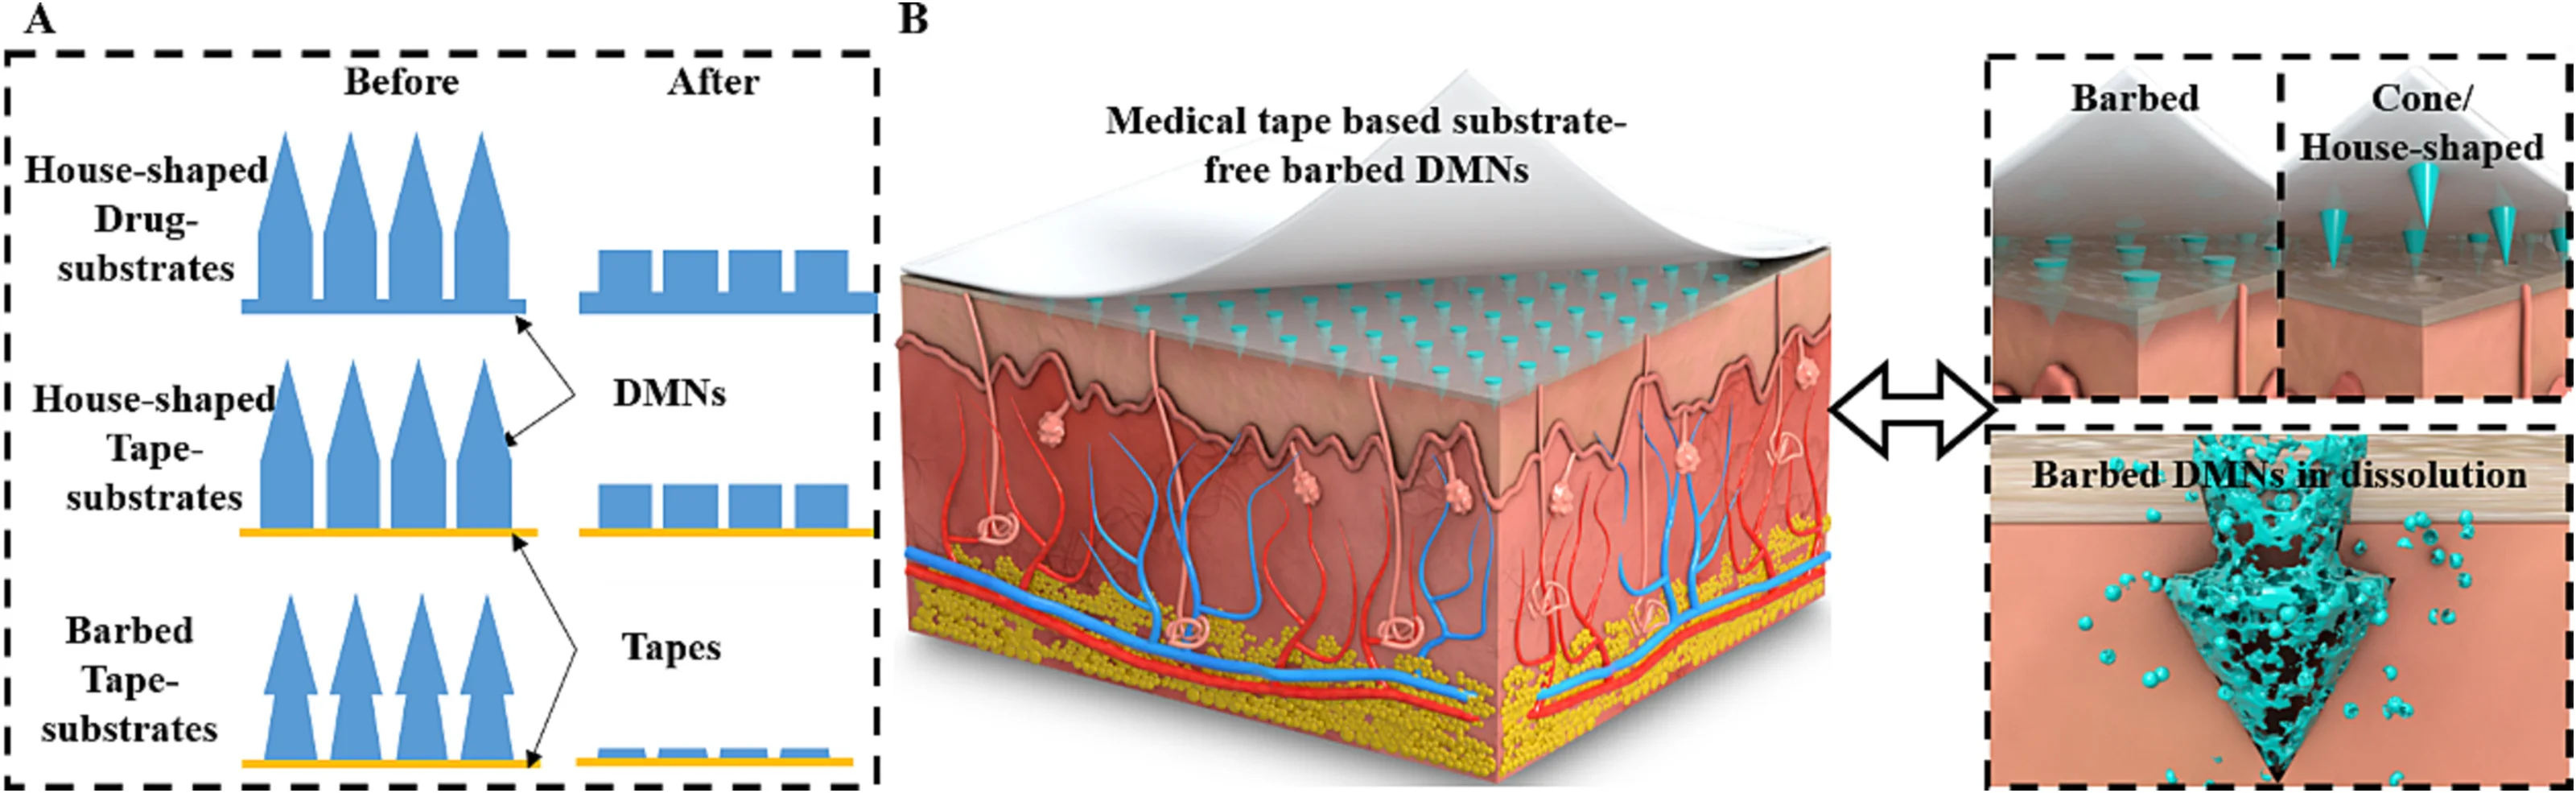 A
Before
After
House-shaped
Drug-
substrates
DMNs
House-shaped
Tape-
substrates
Tapes
Barbed
Tape-
substrates
B
Medical tape based substrate-
free barbed DMNs
Barbed
Cone/
House-shaped
Barbed DMNs in dissolution